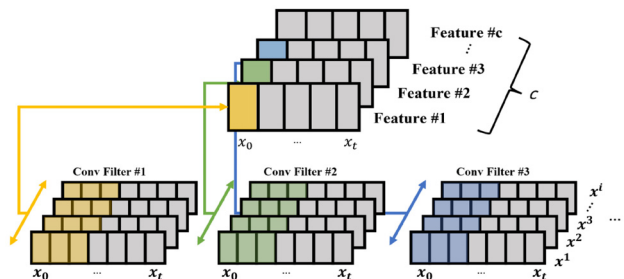 Feature #c
⋮
Feature #3
Feature #2
Feature #1
C
x₀ ... xₜ
Conv Filter #1 Conv Filter #2 Conv Filter #3
xⁱ
⋮
x³ ...
x²
x¹
x₀ ... xₜ x₀ ... xₜ x₀ ... xₜ